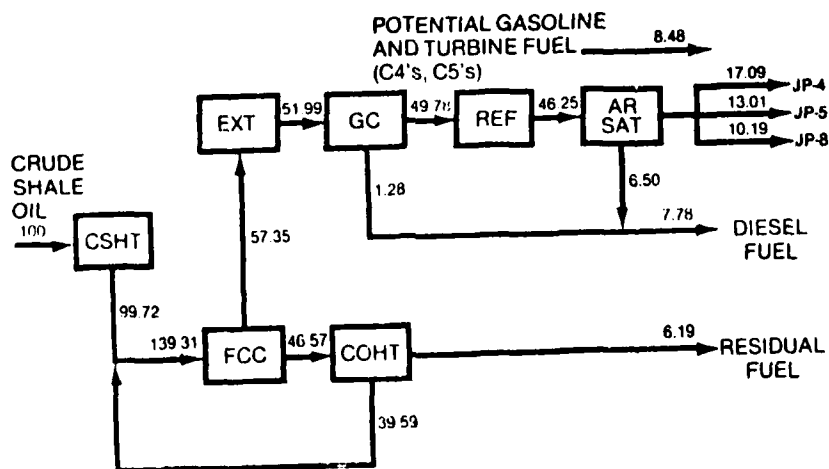 POTENTIAL GASOLINE
AND TURBINE FUEL
(C4's, C5's)
8.48
17.09
JP-4
13.01
JP-5
10.19
JP-8
EXT
51.99
GC
49.78
REF
46.25
AR
SAT
CRUDE
SHALE
OIL
100
CSHT
57.35
1.28
6.50
7.78
DIESEL
FUEL
99.72
139.31
FCC
46.57
COHT
6.19
RESIDUAL
FUEL
39.59